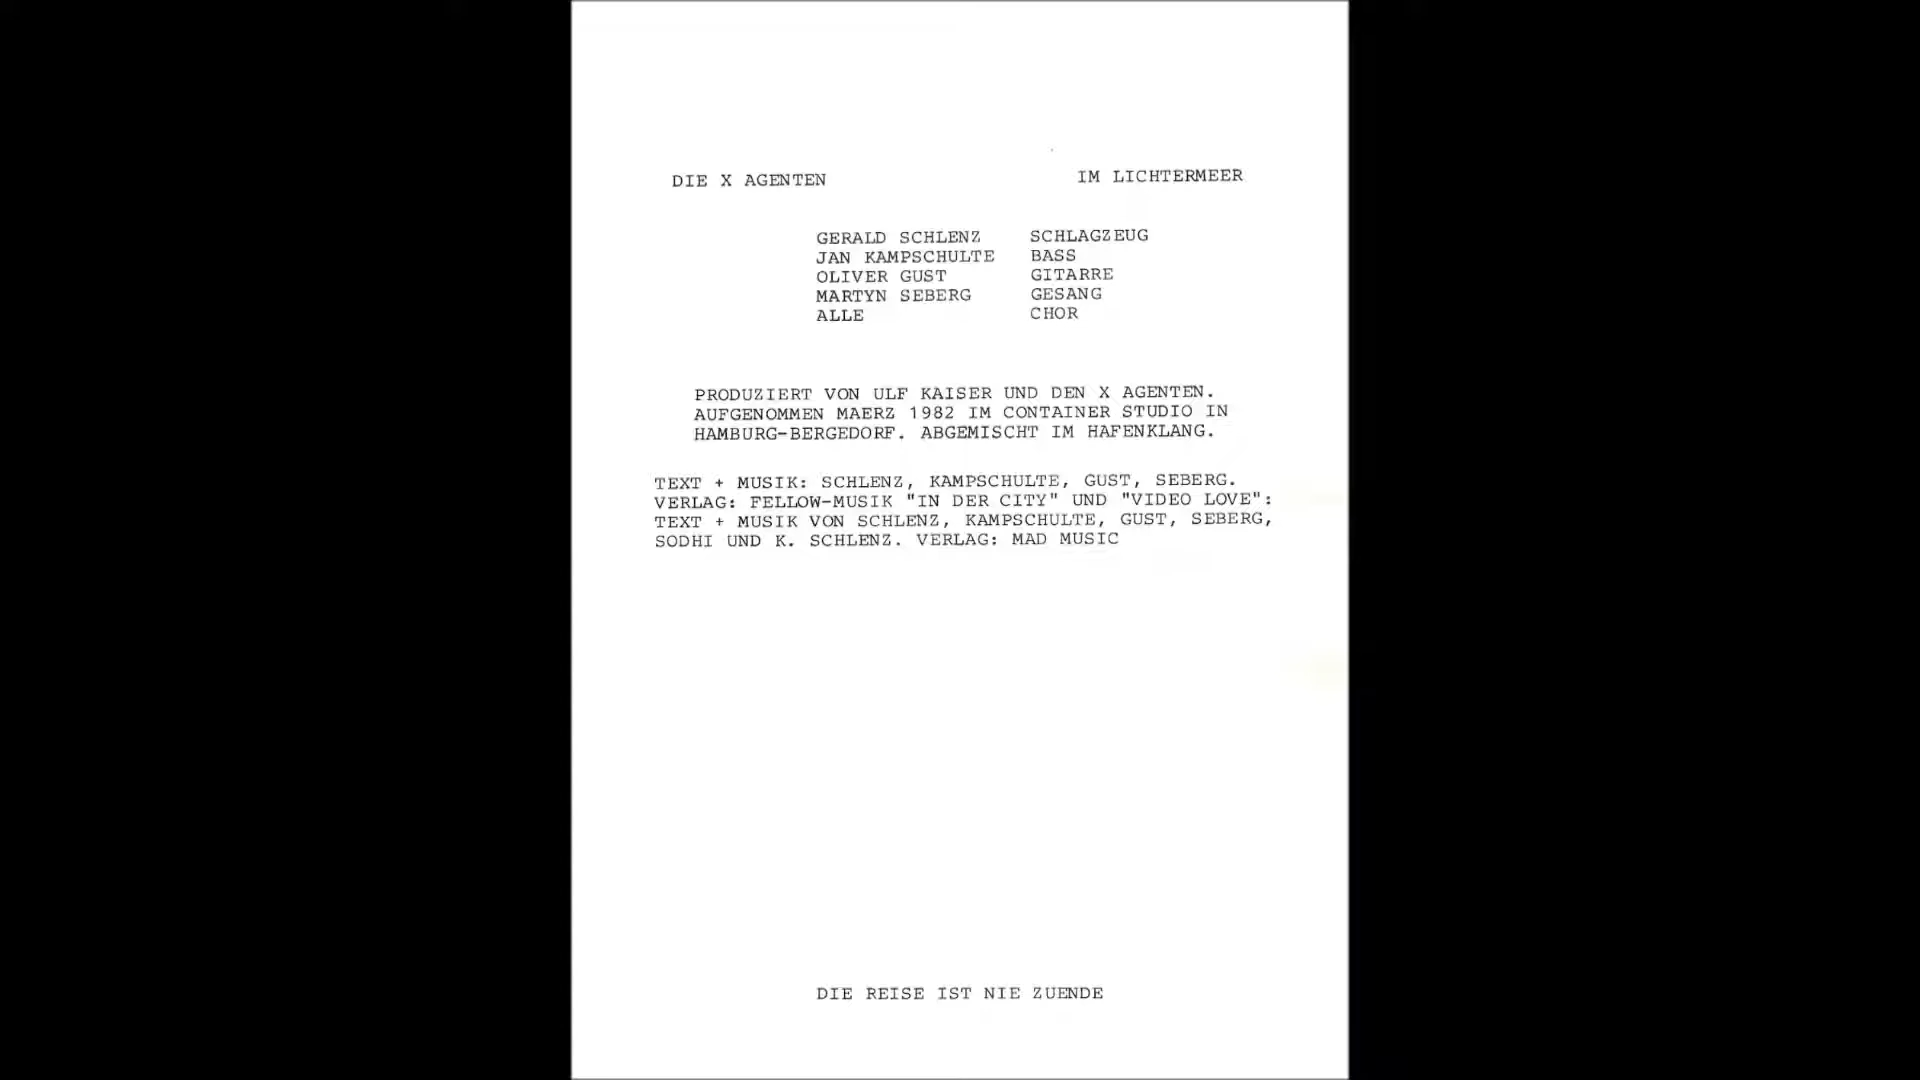 DIE X AGENTEN IM LICHTERMEER
GERALD SCHLENZ SCHLAGZEUG
JAN KAMPSCHULTE BASS
OLIVER GUST GITARRE
MARTYN SEBERG GESANG
ALLE CHOR
PRODUZIERT VON ULF KAISER UND DEN X AGENTEN.
AUFGENOMMEN MAERZ 1982 IM CONTAINER STUDIO IN
HAMBURG-BERGEDORF. ABGEMISCHT IM HAFENKLANG.
TEXT + MUSIK: SCHLENZ, KAMPSCHULTE, GUST, SEBERG.
VERLAG: FELLOW-MUSIK "IN DER CITY" UND "VIDEO LOVE":
TEXT + MUSIK VON SCHLENZ, KAMPSCHULTE, GUST, SEBERG,
SODHI UND K. SCHLENZ. VERLAG: MAD MUSIC
DIE REISE IST NIE ZUENDE